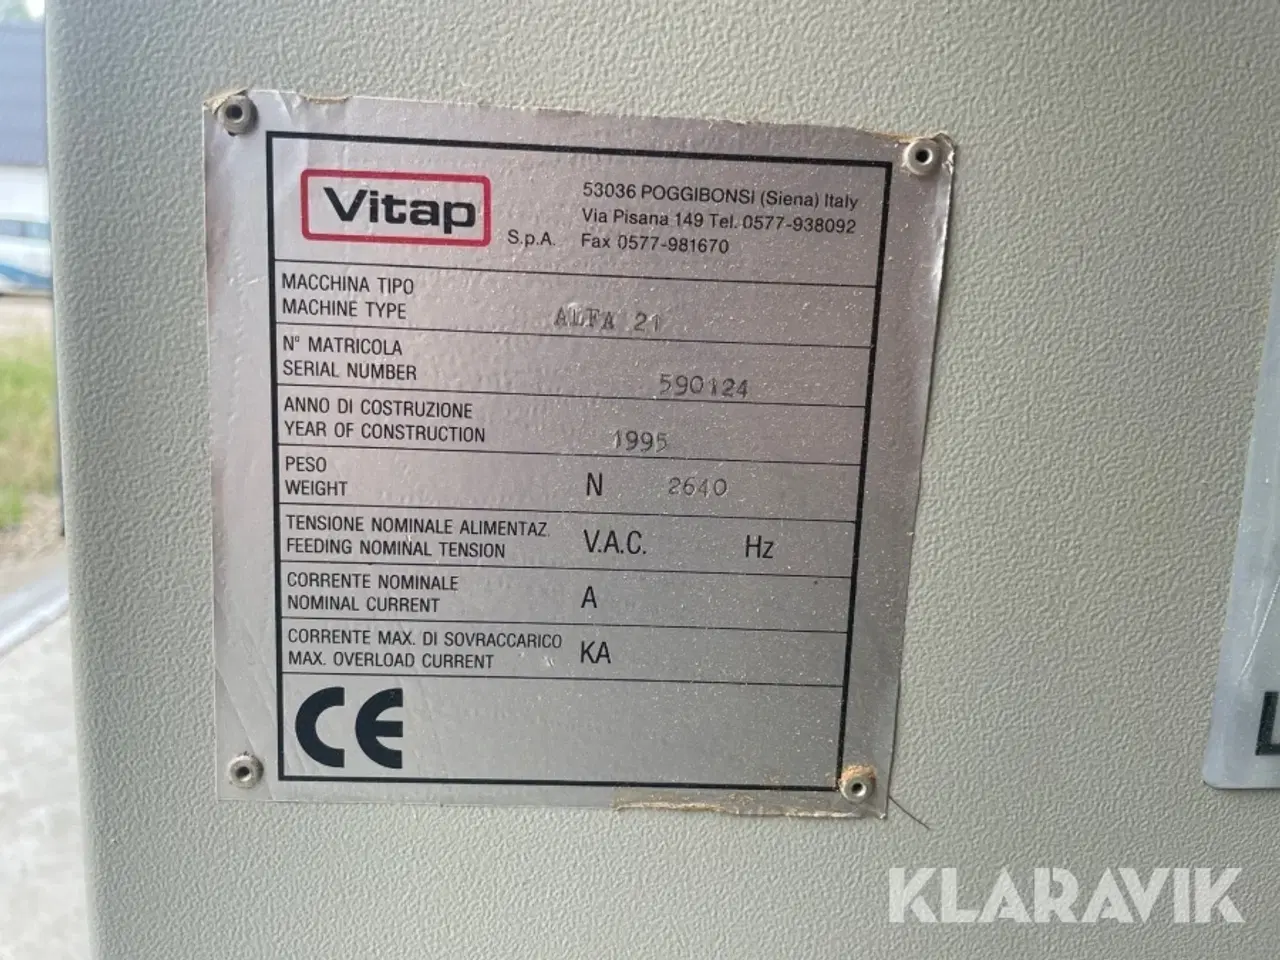 Vitap
S.p.A.
53036 POGGIBONSI (Siena) Italy
Via Pisana 149 Tel. 0577-938092
Fax 0577-981670
MACCHINA TIPO
MACHINE TYPE ALFA 21
N° MATRICOLA
SERIAL NUMBER 590124
ANNO DI COSTRUZIONE
YEAR OF CONSTRUCTION 1995
PESO
WEIGHT N 2640
TENSIONE NOMINALE ALIMENTAZ.
FEEDING NOMINAL TENSION V.A.C. Hz
CORRENTE NOMINALE
NOMINAL CURRENT A
CORRENTE MAX. DI SOVRACCARICO
MAX. OVERLOAD CURRENT KA
CE
KLARAVIK